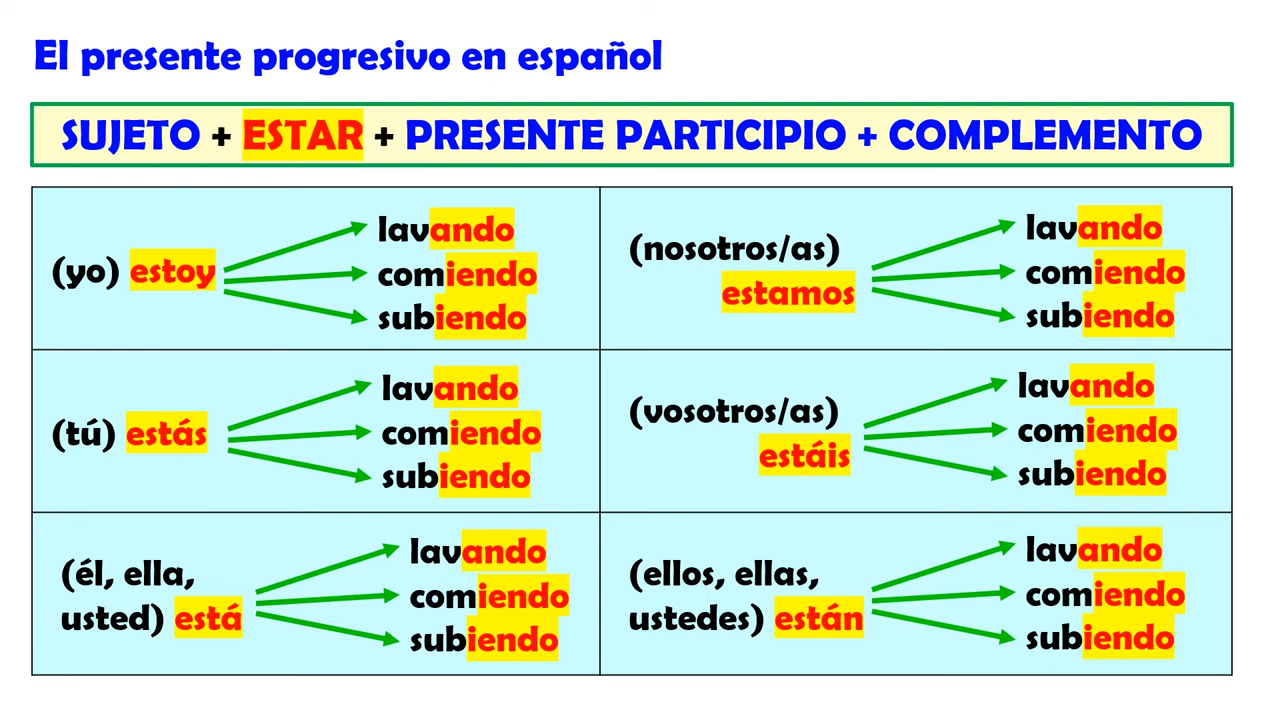 El presente progresivo en español
SUJETO + ESTAR + PRESENTE PARTICIPIO + COMPLEMENTO
(yo) estoy
lavando
comiendo
subiendo
(nosotros/as)
estamos
lavando
comiendo
subiendo
(tú) estás
lavando
comiendo
subiendo
(vosotros/as)
estáis
lavando
comiendo
subiendo
(él, ella,
usted) está
lavando
comiendo
subiendo
(ellos, ellas,
ustedes) están
lavando
comiendo
subiendo